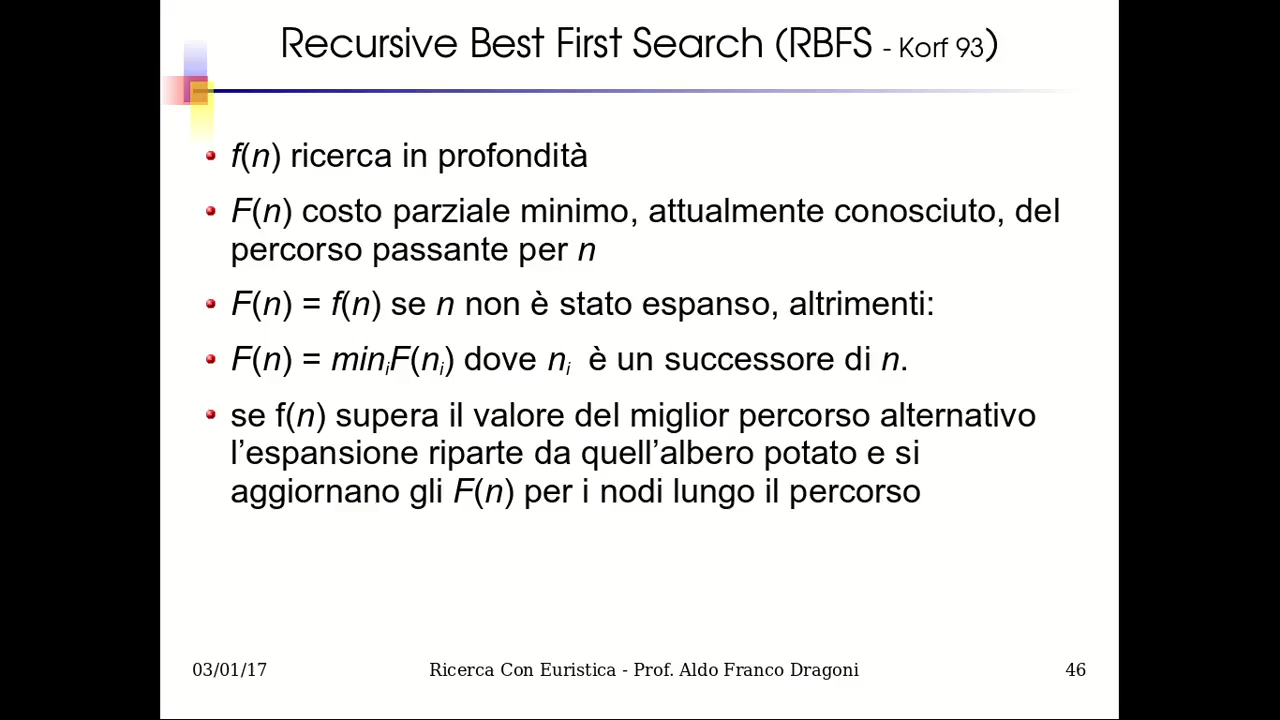 Recursive Best First Search (RBFS - Korf 93)
f(n) ricerca in profondità
F(n) costo parziale minimo, attualmente conosciuto, del
percorso passante per n
F(n) = f(n) se n non è stato espanso, altrimenti:
F(n) = miniF(ni) dove ni è un successore di n.
se f(n) supera il valore del miglior percorso alternativo
l’espansione riparte da quell’albero potato e si
aggiornano gli F(n) per i nodi lungo il percorso
03/01/17 Ricerca Con Euristica - Prof. Aldo Franco Dragoni 46